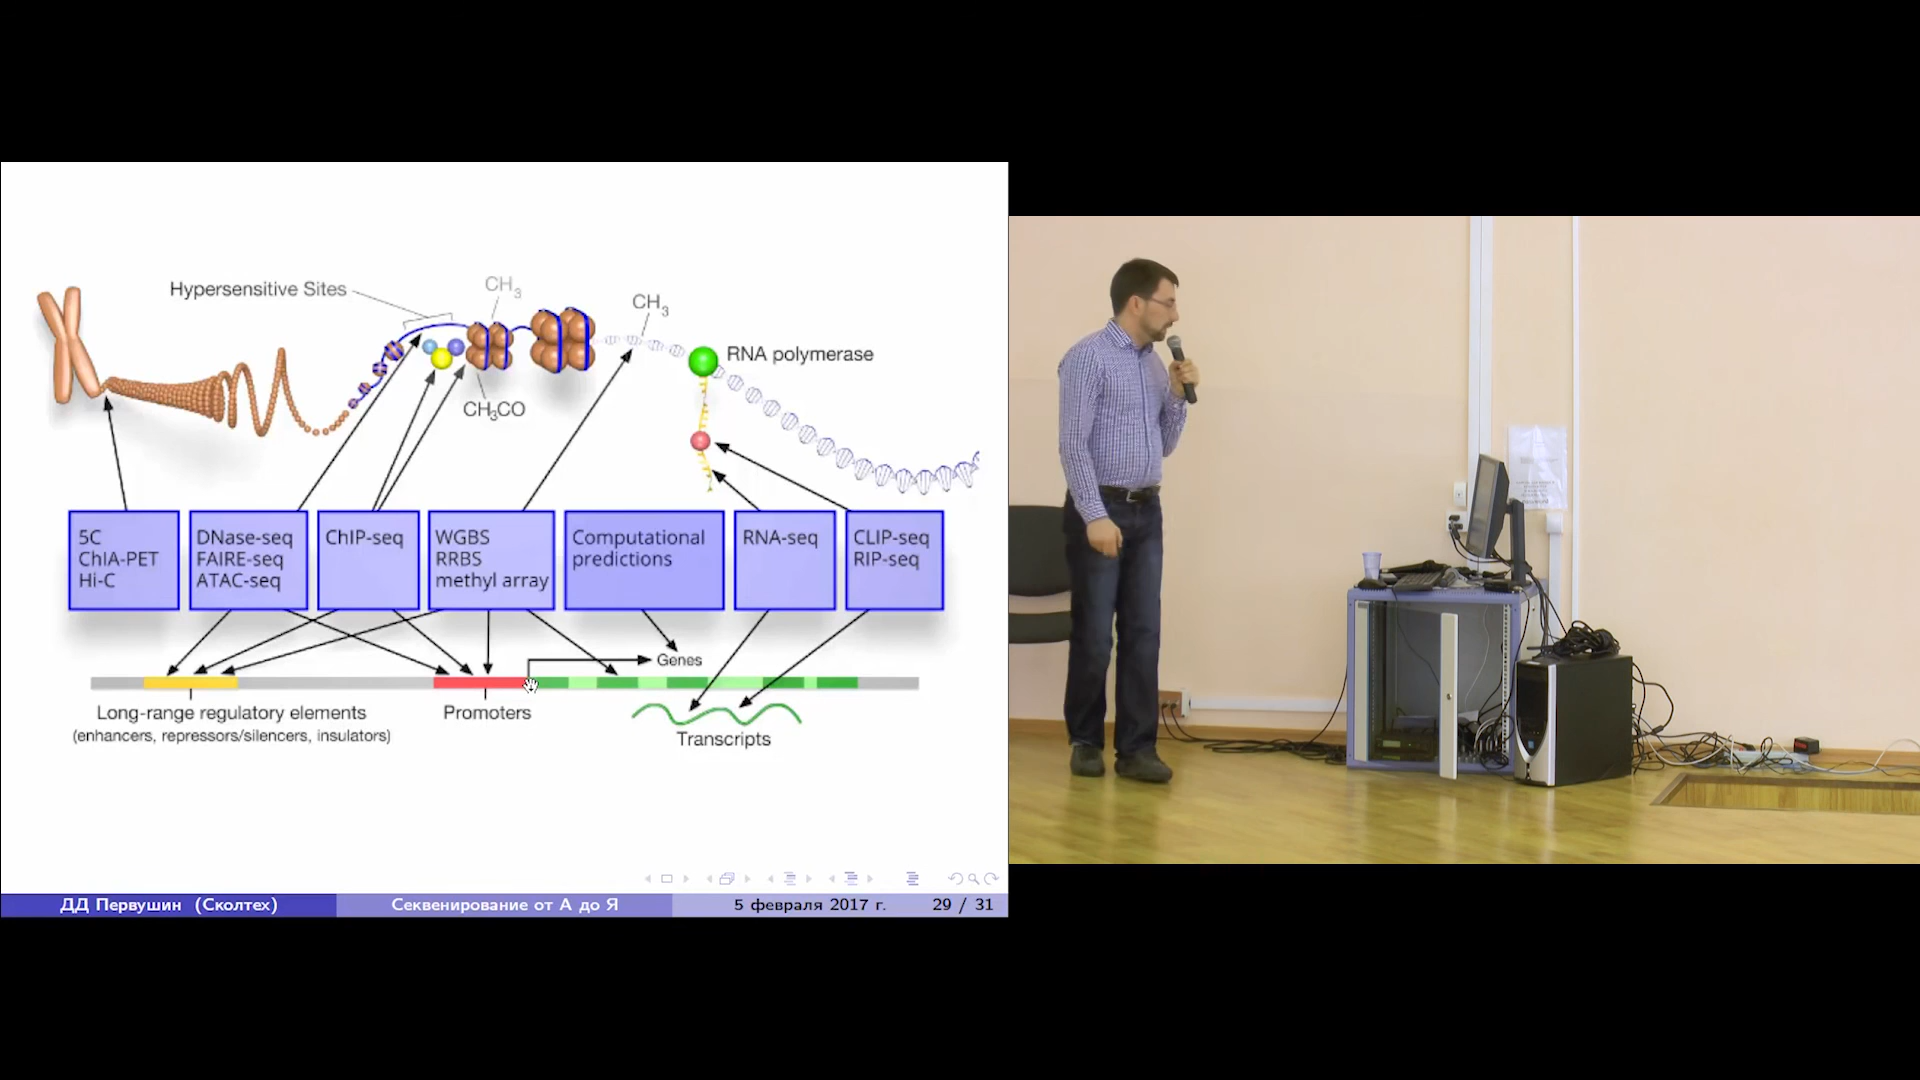 Hypersensitive Sites
CH3
CH3
RNA polymerase
CH3CO
5C
ChIA-PET
Hi-C
DNase-seq
FAIRE-seq
ATAC-seq
ChIP-seq
WGBS
RRBS
methyl array
Computational
predictions
RNA-seq
CLIP-seq
RIP-seq
Genes
Long-range regulatory elements
(enhancers, repressors/silencers, insulators)
Promoters
Transcripts
ДД Первушин (Сколтех)
Секвенирование от А до Я
5 февраля 2017 г.
29 / 31